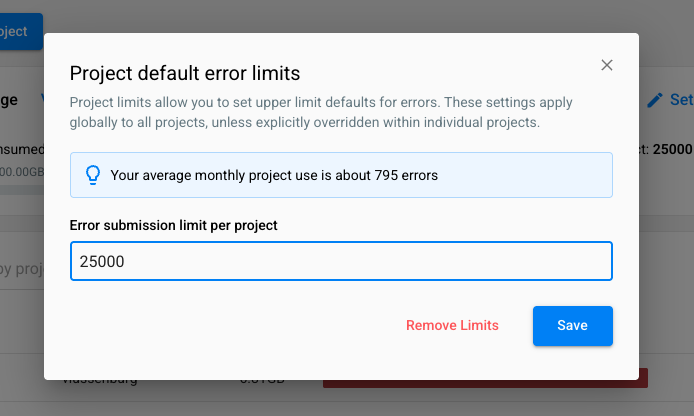 oject
Project default error limits
Project limits allow you to set upper limit defaults for errors. These settings apply
globally to all projects, unless explicitly overridden within individual projects.
ge
Set
nsumed
ct: 25000
00.00GB
Your average monthly project use is about 795 errors
Error submission limit per project
25000
by proj
Remove Limits
Save